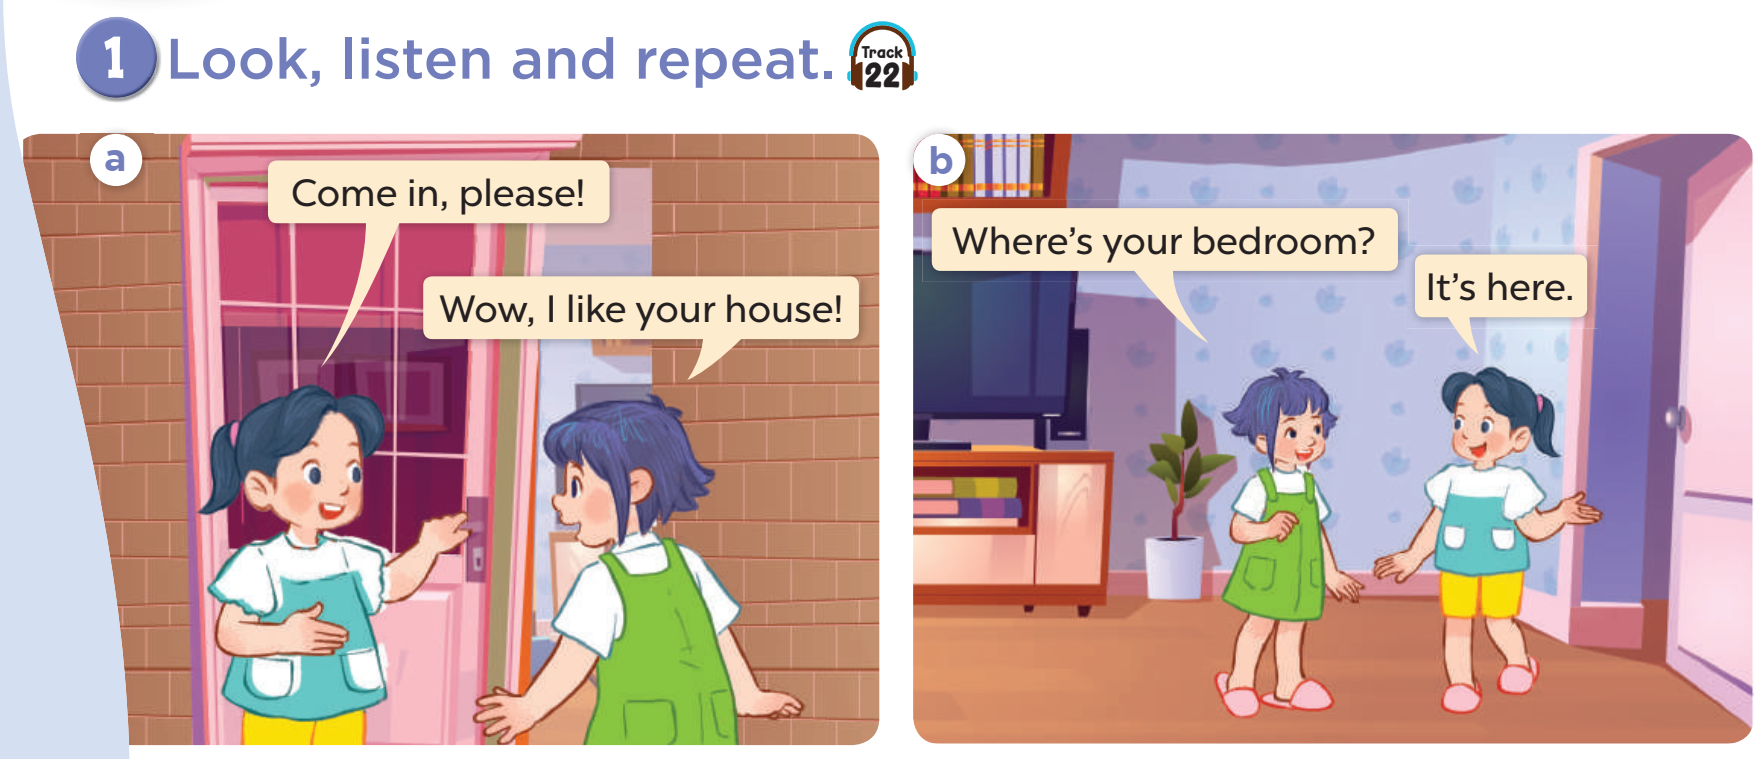 1 Look, listen and repeat. Track 22
a
Come in, please!
Wow, I like your house!
b
Where's your bedroom?
It's here.